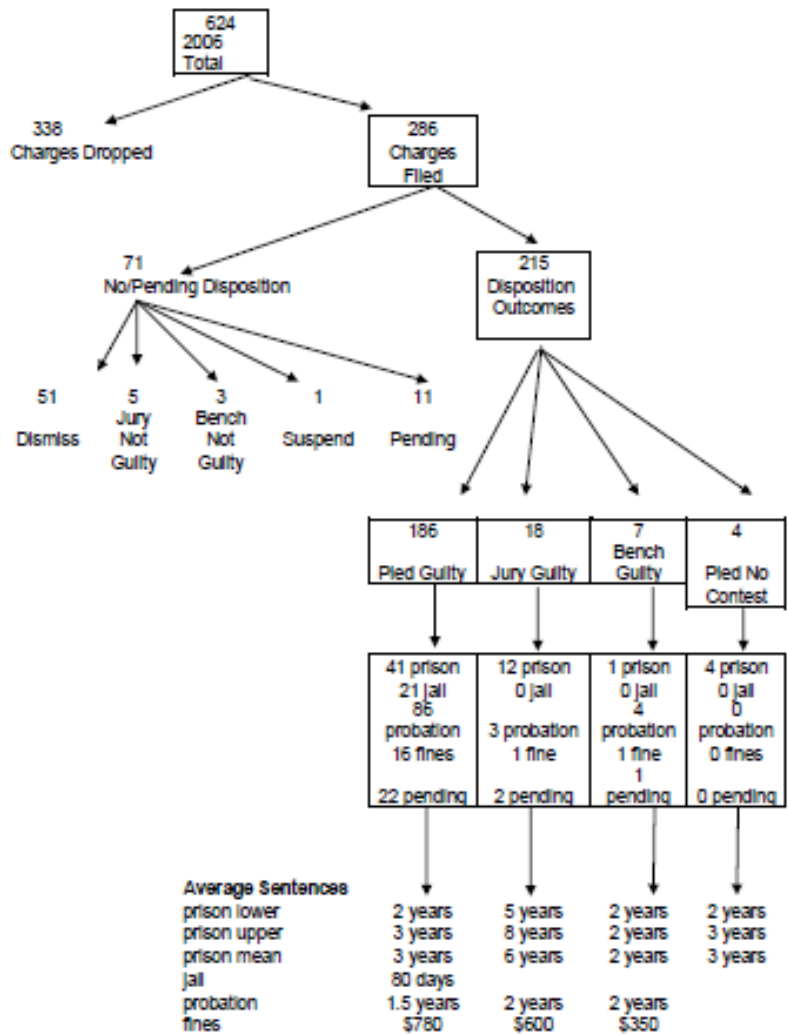 624
2006
Total
338
Charges Dropped
286
Charges
Filed
71
No/Pending Disposition
215
Disposition
Outcomes
51
Dismiss
5
Jury
Not
Guilty
3
Bench
Not
Guilty
1
Suspend
11
Pending
186
Pled Guilty
18
Jury Guilty
7
Bench
Guilty
4
Pled No
Contest
41 prison
21 jail
86
probation
16 fines
22 pending
12 prison
0 jail
3 probation
1 fine
2 pending
1 prison
0 jail
4
probation
1 fine
1
pending
4 prison
0 jail
0
probation
0 fines
0 pending
Average Sentences
prison lower 2 years 5 years 2 years 2 years
prison upper 3 years 8 years 2 years 3 years
prison mean 3 years 6 years 2 years 3 years
jail 80 days
probation 1.5 years 2 years 2 years
fines $780 $600 $350